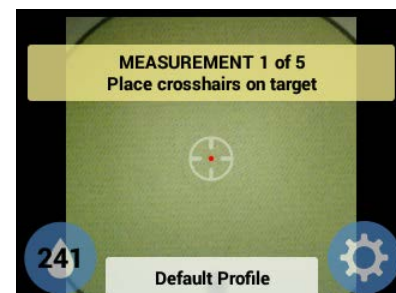 MEASUREMENT 1 of 5
Place crosshairs on target
241
Default Profile